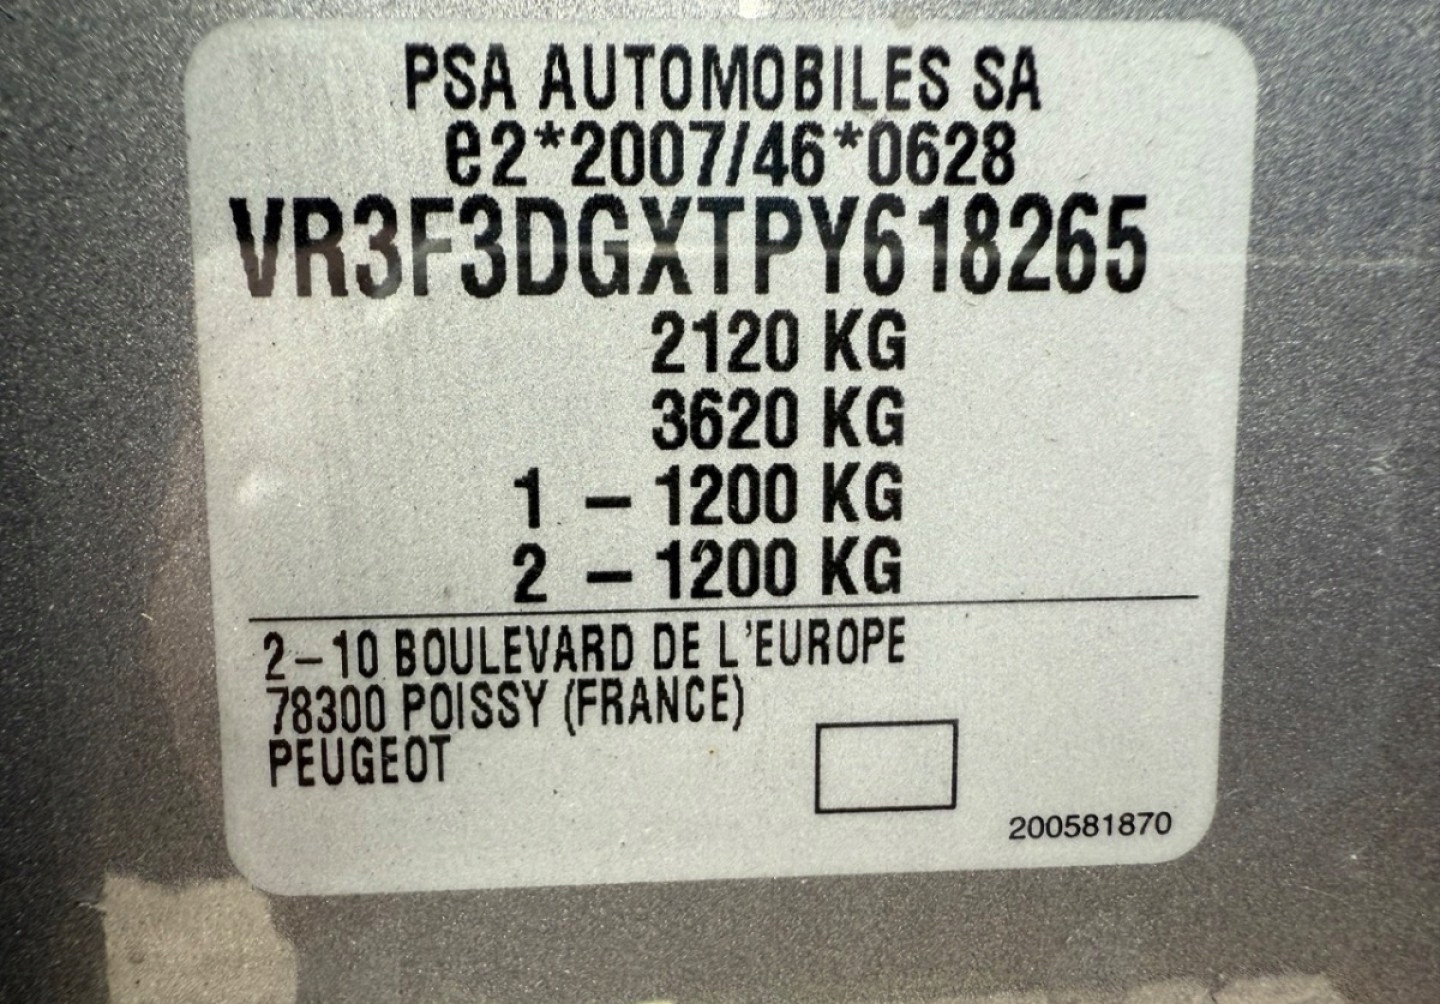 PSA AUTOMOBILES SA
e2*2007/46*0628
VR3F3DGXTPY618265
2120 KG
3620 KG
1 – 1200 KG
2 – 1200 KG
2–10 BOULEVARD DE L'EUROPE
78300 POISSY (FRANCE)
PEUGEOT
200581870